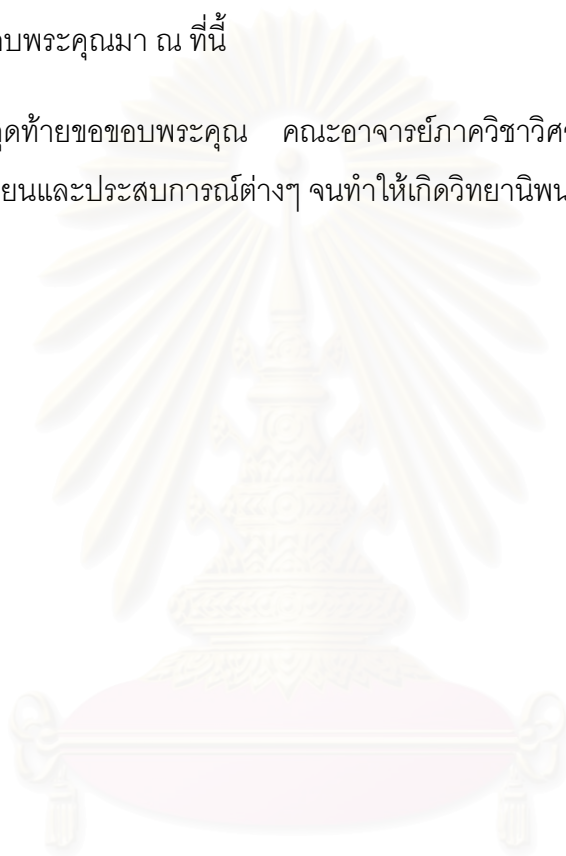 บพระคุณมา ณ ที่นี้
ดท้ายขอขอบพระคุณ คณะอาจารย์ภาควิชาวิศ
ยนและประสบการณ์ต่างๆ จนทำให้เกิดวิทยานิพน